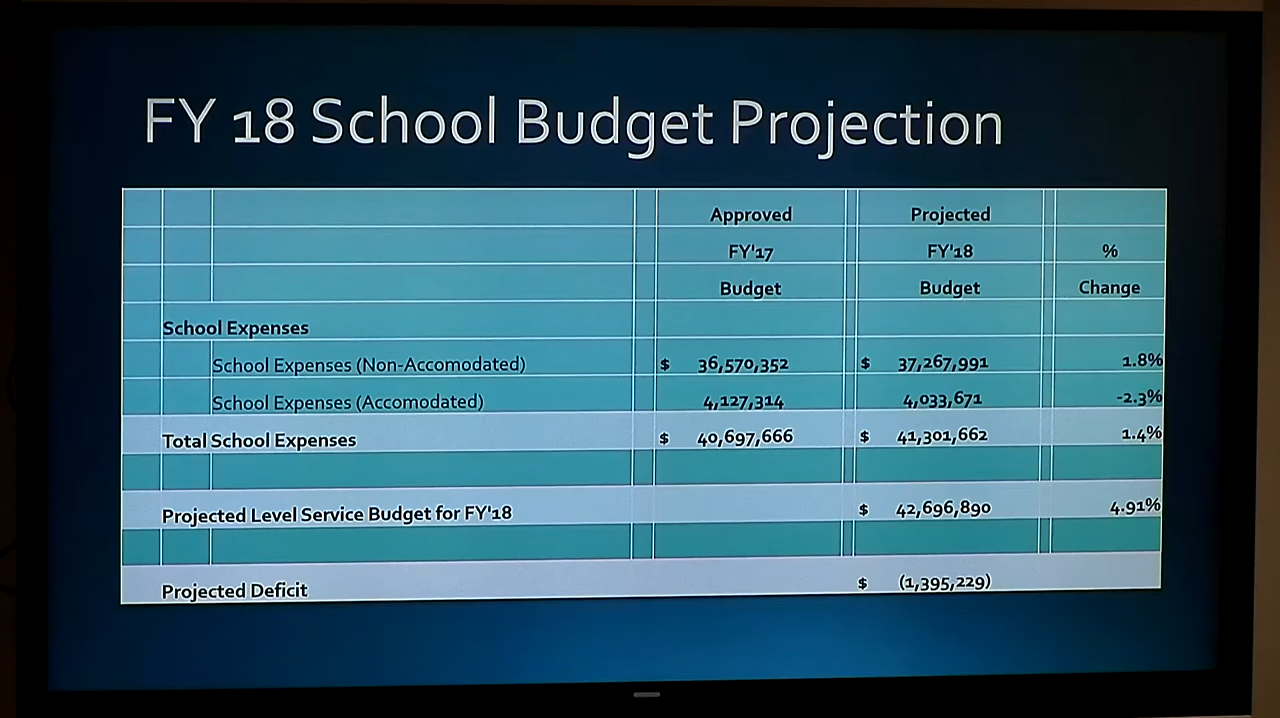 FY 18 School Budget Projection
Approved Projected
FY'17 FY'18 %
Budget Budget Change
School Expenses
School Expenses (Non-Accomodated) $ 36,570,352 $ 37,267,991 1.8%
School Expenses (Accomodated) 4,127,314 4,033,671 -2.3%
Total School Expenses $ 40,697,666 $ 41,301,662 1.4%
Projected Level Service Budget for FY'18 $ 42,696,890 4.91%
Projected Deficit $ (1,395,229)